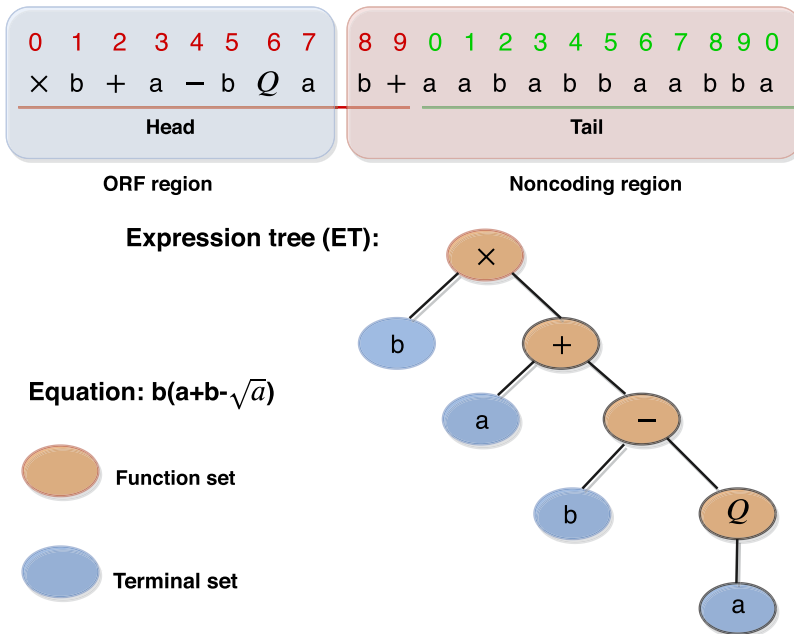 0 1 2 3 4 5 6 7 8 9 0 1 2 3 4 5 6 7 8 9 0
× b + a − b Q a b + a a b a b b a a b b a
Head Tail
ORF region Noncoding region
Expression tree (ET):
×
b +
Equation: b(a+b-√a)
a −
Function set
b Q
Terminal set
a